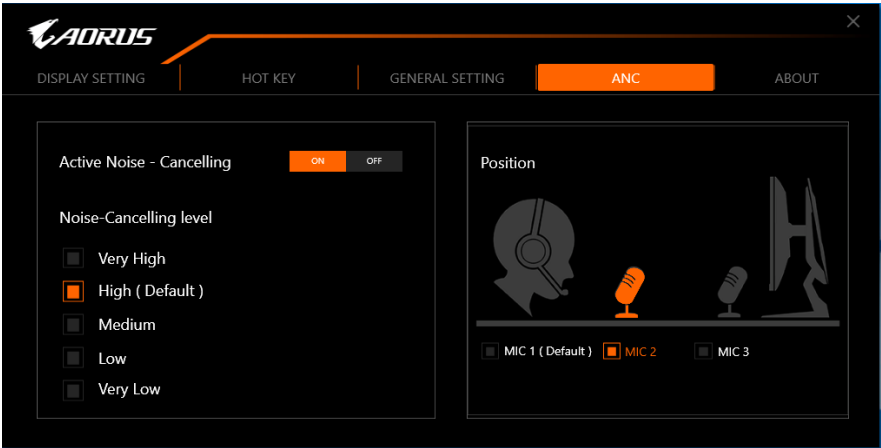 AORUS
DISPLAY SETTING HOT KEY GENERAL SETTING ANC ABOUT
Active Noise - Cancelling ON OFF
Noise-Cancelling level
Very High
High ( Default )
Medium
Low
Very Low
Position
MIC 1 ( Default ) MIC 2 MIC 3